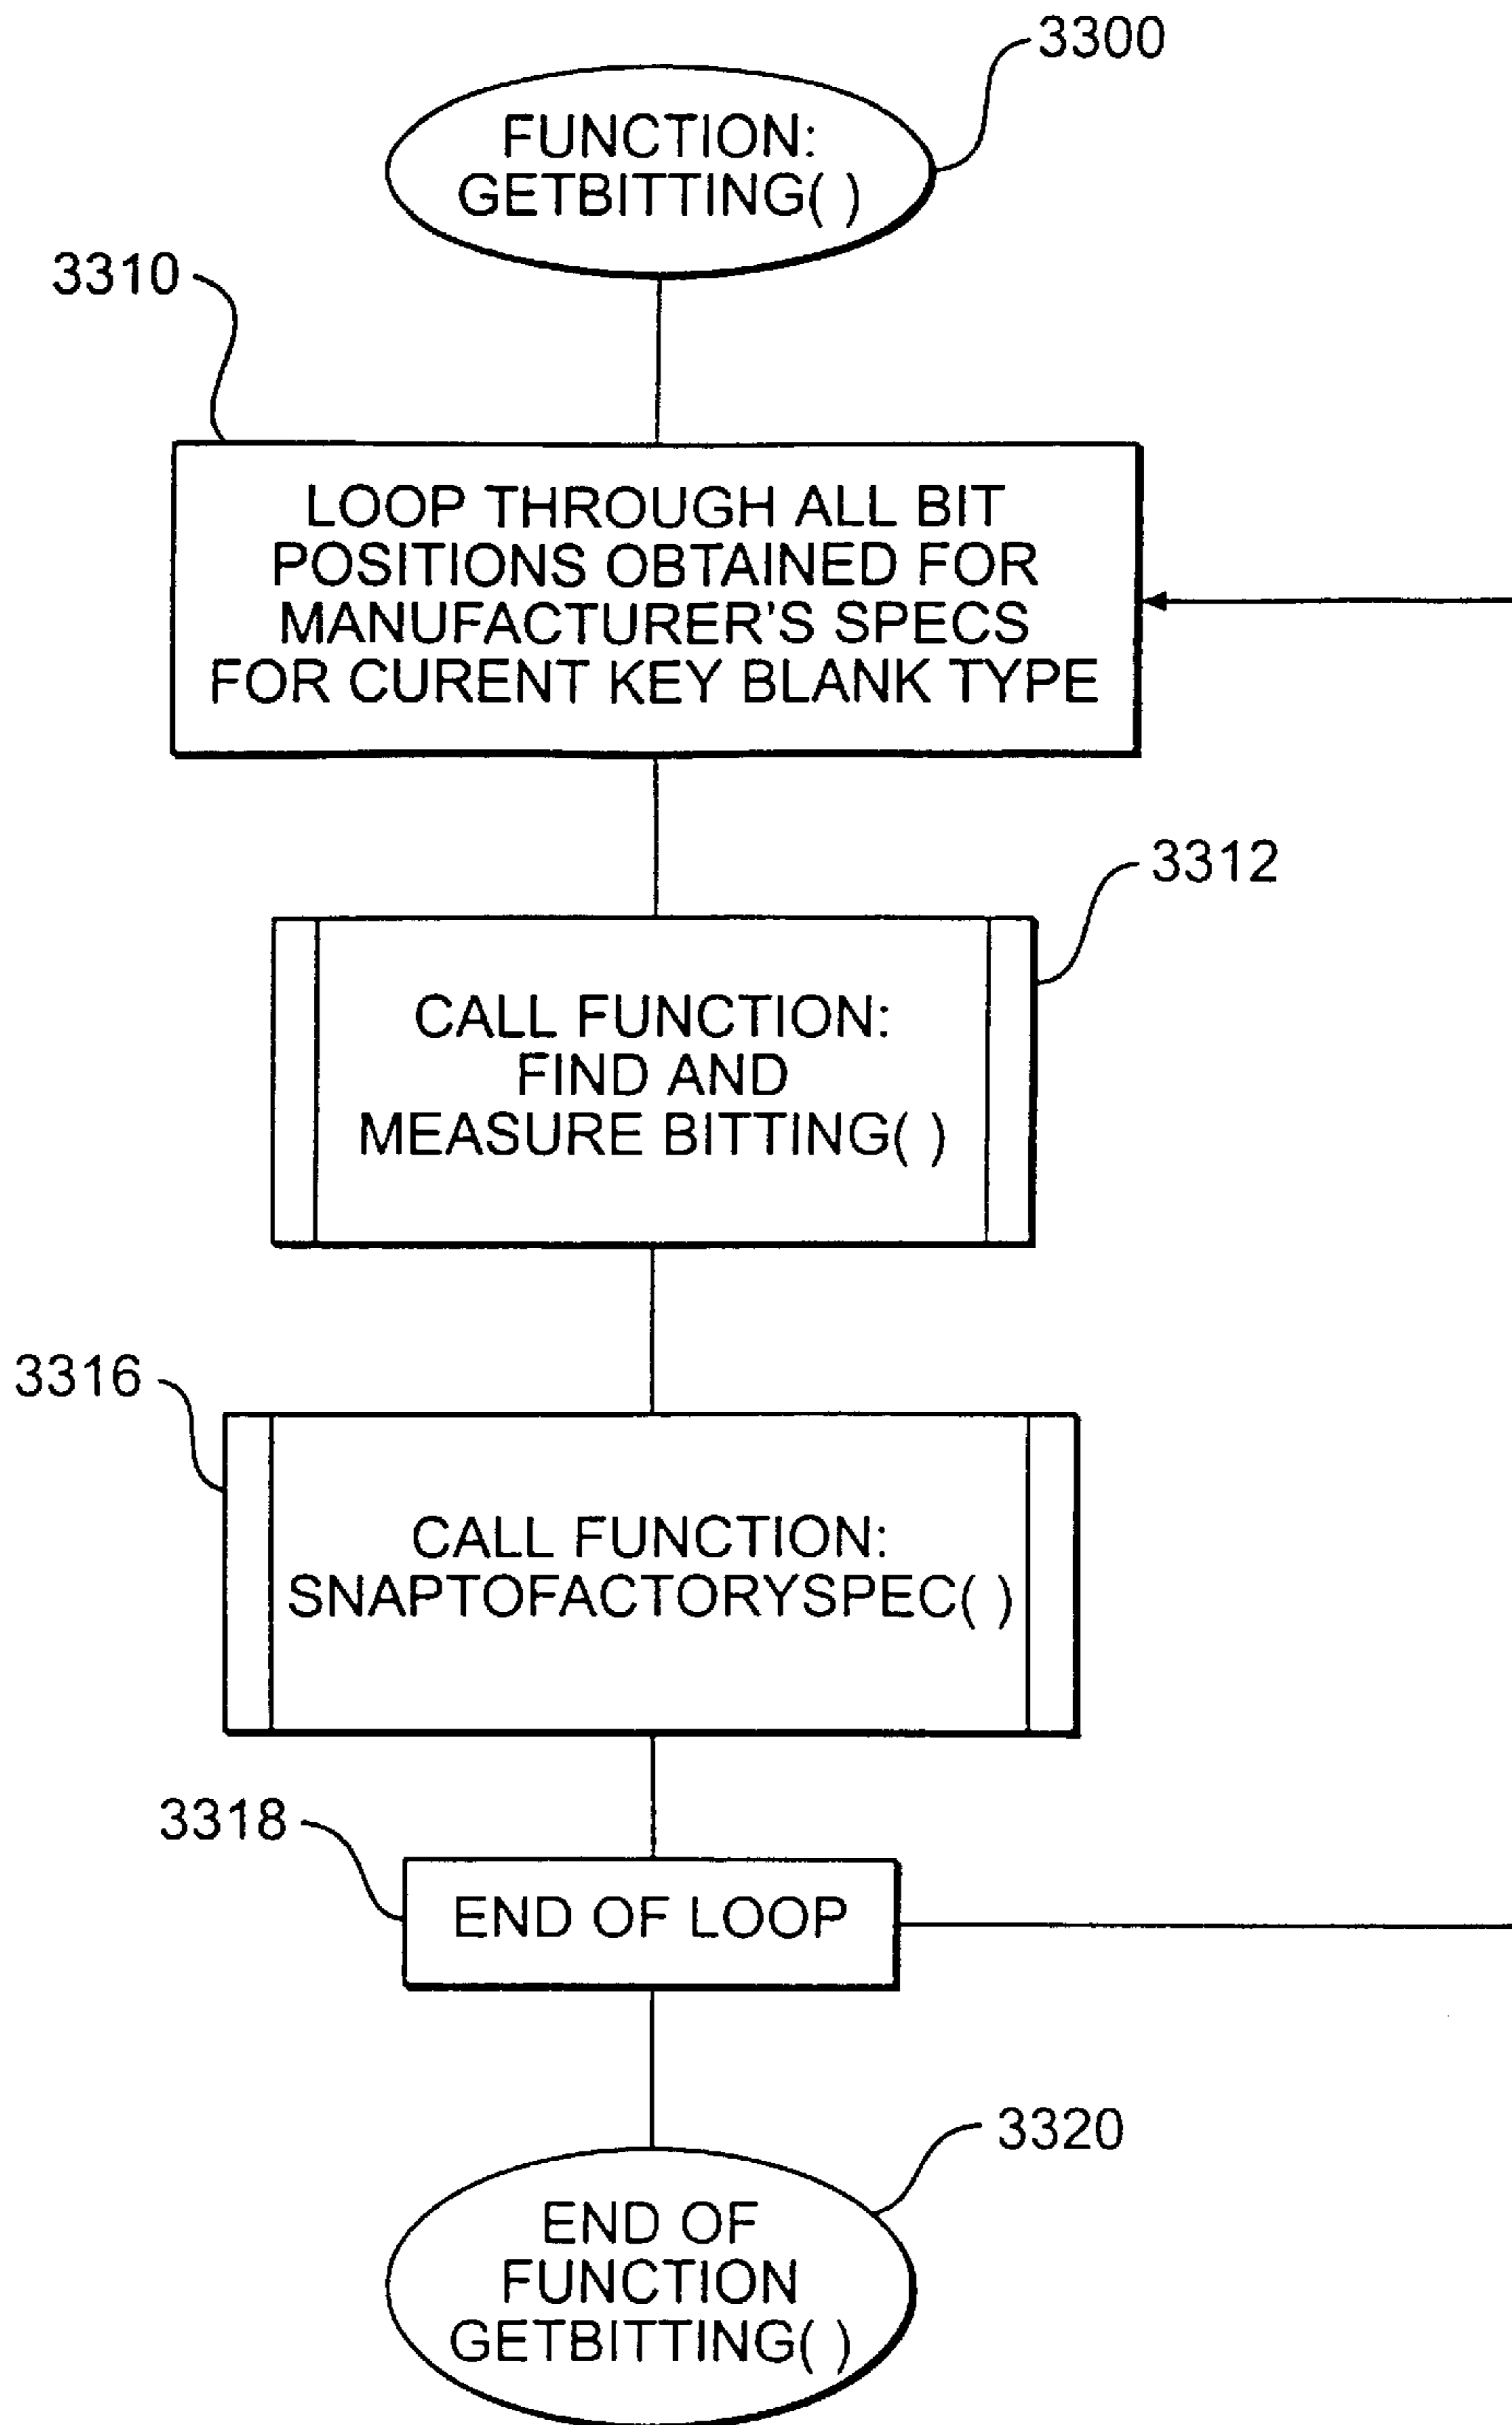 3300
FUNCTION:
GETBITTING( )
3310
LOOP THROUGH ALL BIT
POSITIONS OBTAINED FOR
MANUFACTURER'S SPECS
FOR CURENT KEY BLANK TYPE
3312
CALL FUNCTION:
FIND AND
MEASURE BITTING( )
3316
CALL FUNCTION:
SNAPTOFACTORYSPEC( )
3318
END OF LOOP
3320
END OF
FUNCTION
GETBITTING( )